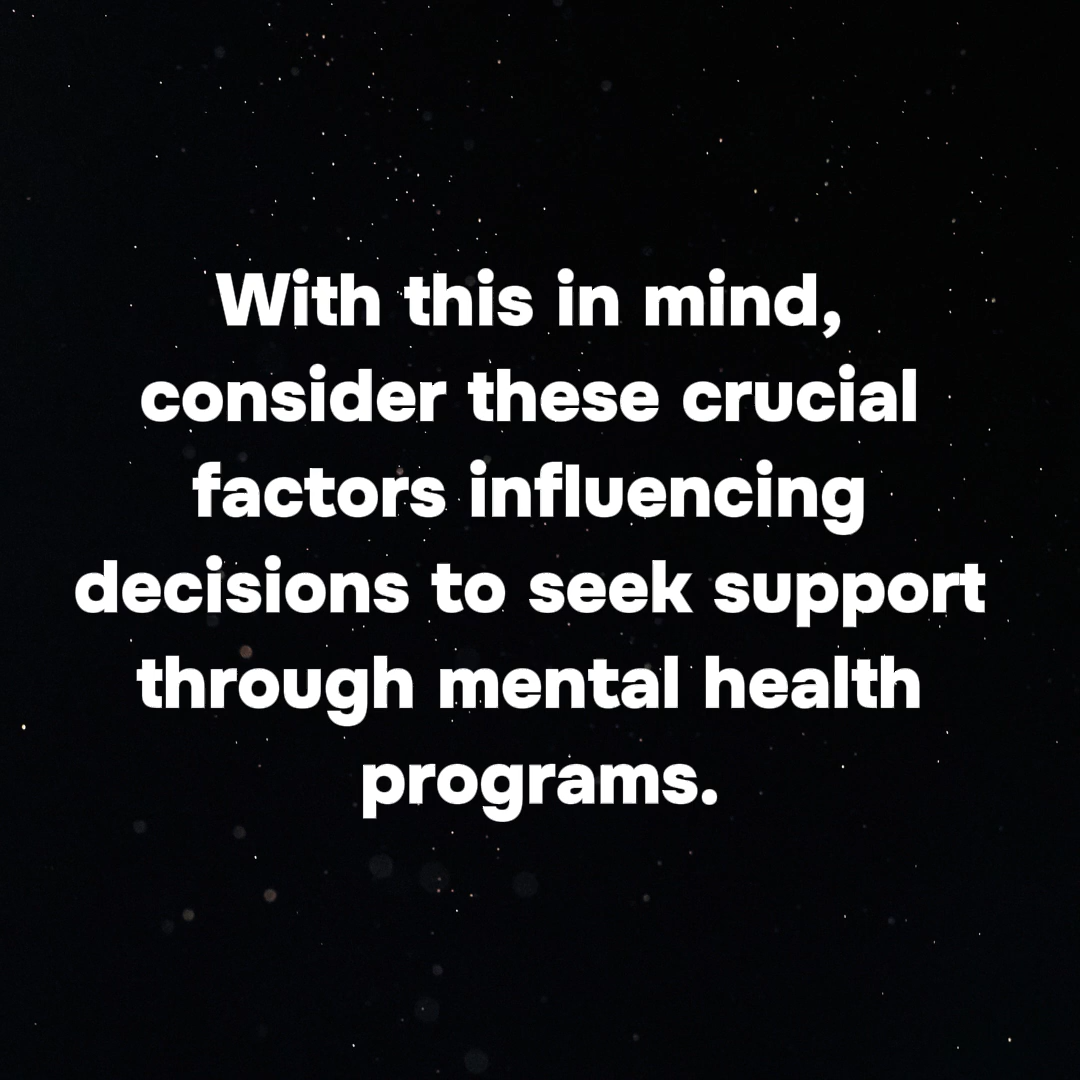 With this in mind,
consider these crucial
factors influencing
decisions to seek support
through mental health
programs.